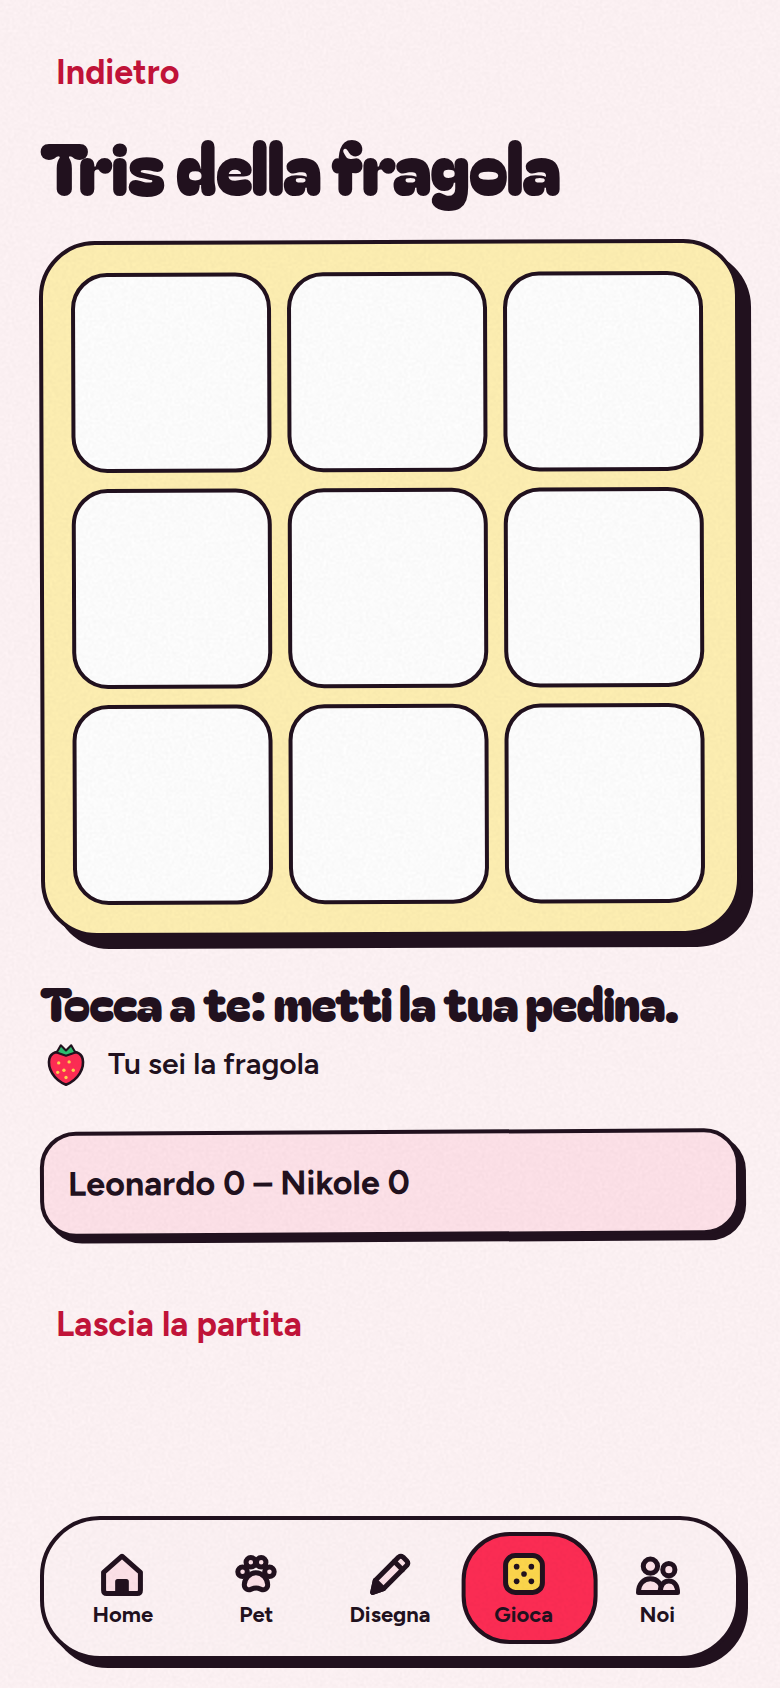 Indietro
Tris della fragola
Tocca a te: metti la tua pedina.
Tu sei la fragola
Leonardo 0 – Nikole 0
Lascia la partita
Home
Pet
Disegna
Gioca
Noi